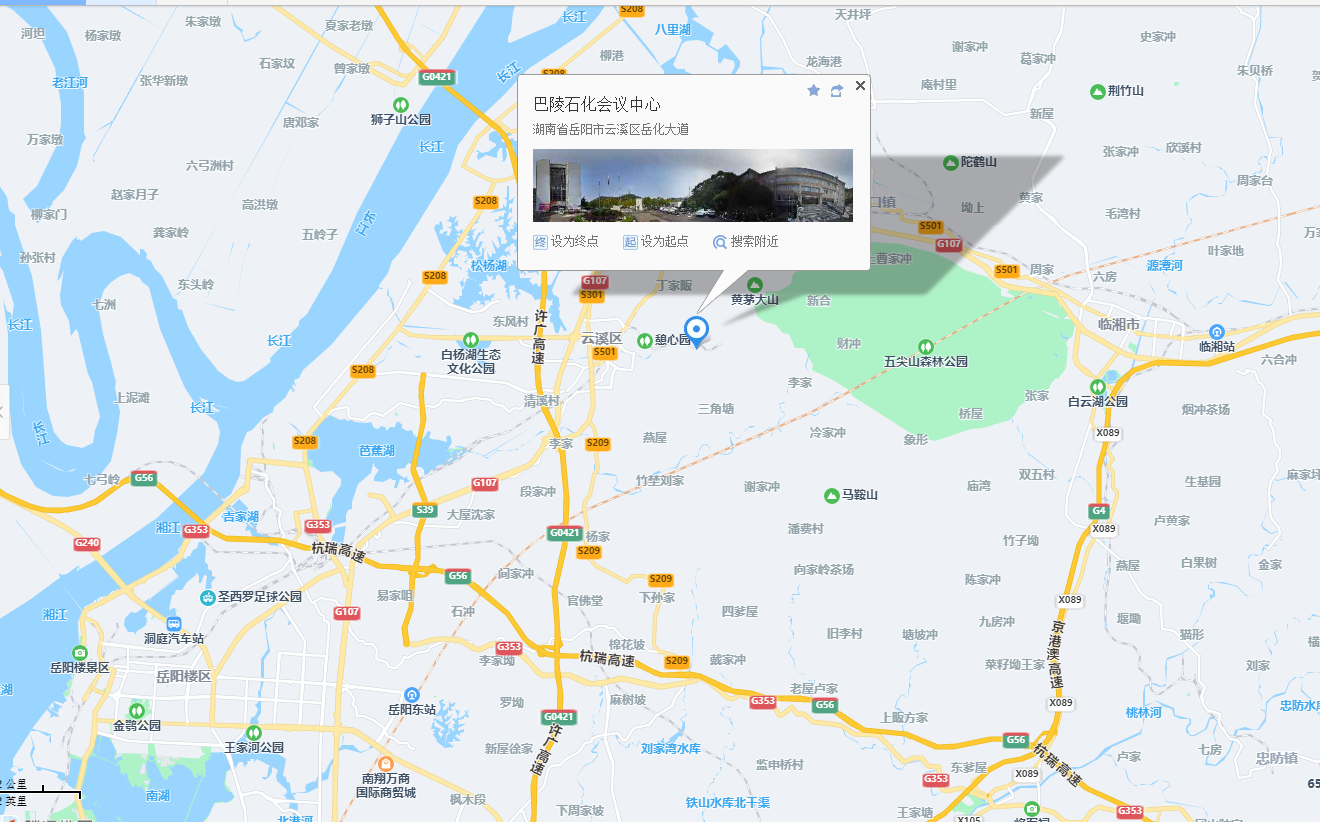 朱家墩
长江
S208
天井坪
河坦
杨家墩
夏家老墩
八里湖
史家冲
谢家冲
柳港
石家坟
曾家墩
龙海港
葛家冲
长江
朱贝桥
老江河
张华新墩
G0421
S208
庵村里
荆竹山
狮子山公园
唐邓家
新屋
万家墩
长江
巴陵石化会议中心
湖南省岳阳市云溪区岳化大道
终 设为终点
起 设为起点
搜索附近
张家冲
欣溪村
六弓洲村
陀鹤山
周家台
赵家月子
S208
口镇
黄家
高洪墩
坳上
毛湾村
柳家门
长江
S501
龚家岭
五岭子
G107
叶家地
孙张村
松杨湖
曹家冲
S501
周家
源潭河
六房
东头岭
S208
G107
丁家畈
七洲
S301
黄茅大山
新合
长江
东风村
许广高速
临湘市
长江
白杨湖生态
文化公园
云溪区
憩心园
财冲
临湘站
S501
五尖山森林公园
六合冲
S208
李家
上泥滩
清溪村
张家
白云湖公园
长江
三角塘
桥屋
烟冲茶场
长江
S208
芭蕉湖
李家
S209
燕屋
冷家冲
象形
X089
七弓岭
G56
G107
竹垄刘家
谢家冲
双五村
段家冲
庙湾
生基园
马鞍山
吉家湖
S39
大屋沈家
G4
湘江
G353
G353
G0421
杨家
潘费村
X089
卢黄家
G240
杭瑞高速
S209
竹子坳
向家岭茶场
燕屋
白果树
金家
G56
间家冲
S209
陈家冲
圣西罗足球公园
易家咀
官佛堂
下孙家
X089
湘江
G107
石冲
四爹屋
九房冲
堰坳
洞庭汽车站
旧李村
塘坡冲
京港澳高速
猫形
G353
棉花坡
岳阳楼景区
李家坳
杭瑞高速
S209
戴家冲
菜籽坳王家
刘家
岳阳楼区
老屋卢家
罗坳
麻树坡
G353
G56
X089
岳阳东站
金鹗公园
G0421
上阪方家
桃林河
王家河公园
新屋徐家
许广高速
刘家湾水库
G56
杭瑞高速
七房
卢家
忠防镇
监申桥村
东爹屋
X089
南翔万商
国际商贸城
G353
公里
南湖
枫木段
铁山水库北干渠
英里
下周家坡
王家塘
G353
X105